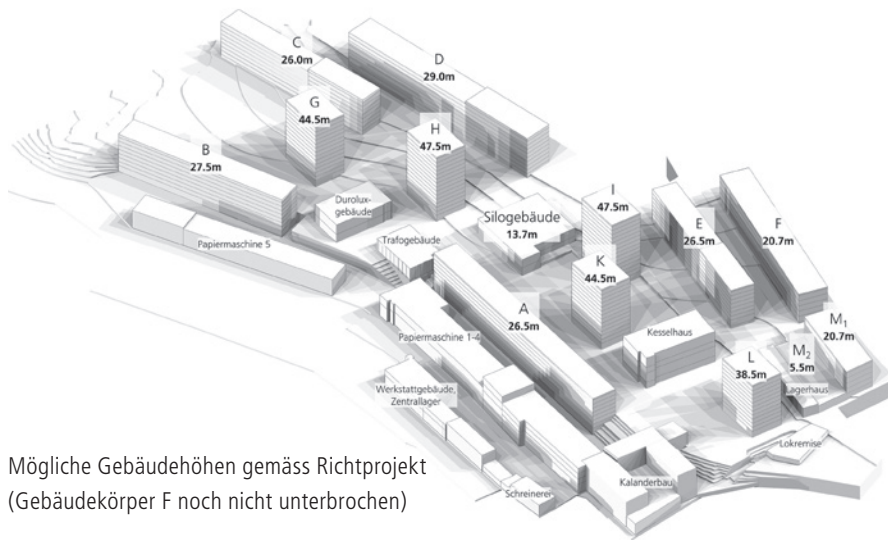 C
26.0m
D
29.0m
G
44.5m
H
47.5m
B
27.5m
Durolux-
gebäude
I
47.5m
Silogebäude
13.7m
E
26.5m
F
20.7m
Papiermaschine 5
Trafogebäude
K
44.5m
A
26.5m
Papiermaschine 1-4
Kesselhaus
M1
20.7m
M2
5.5m
L
38.5m
Lagerhaus
Werkstattgebäude,
Zentrallager
Lokremise
Schreinerei
Kalanderbau
Mögliche Gebäudehöhen gemäss Richtprojekt
(Gebäudekörper F noch nicht unterbrochen)